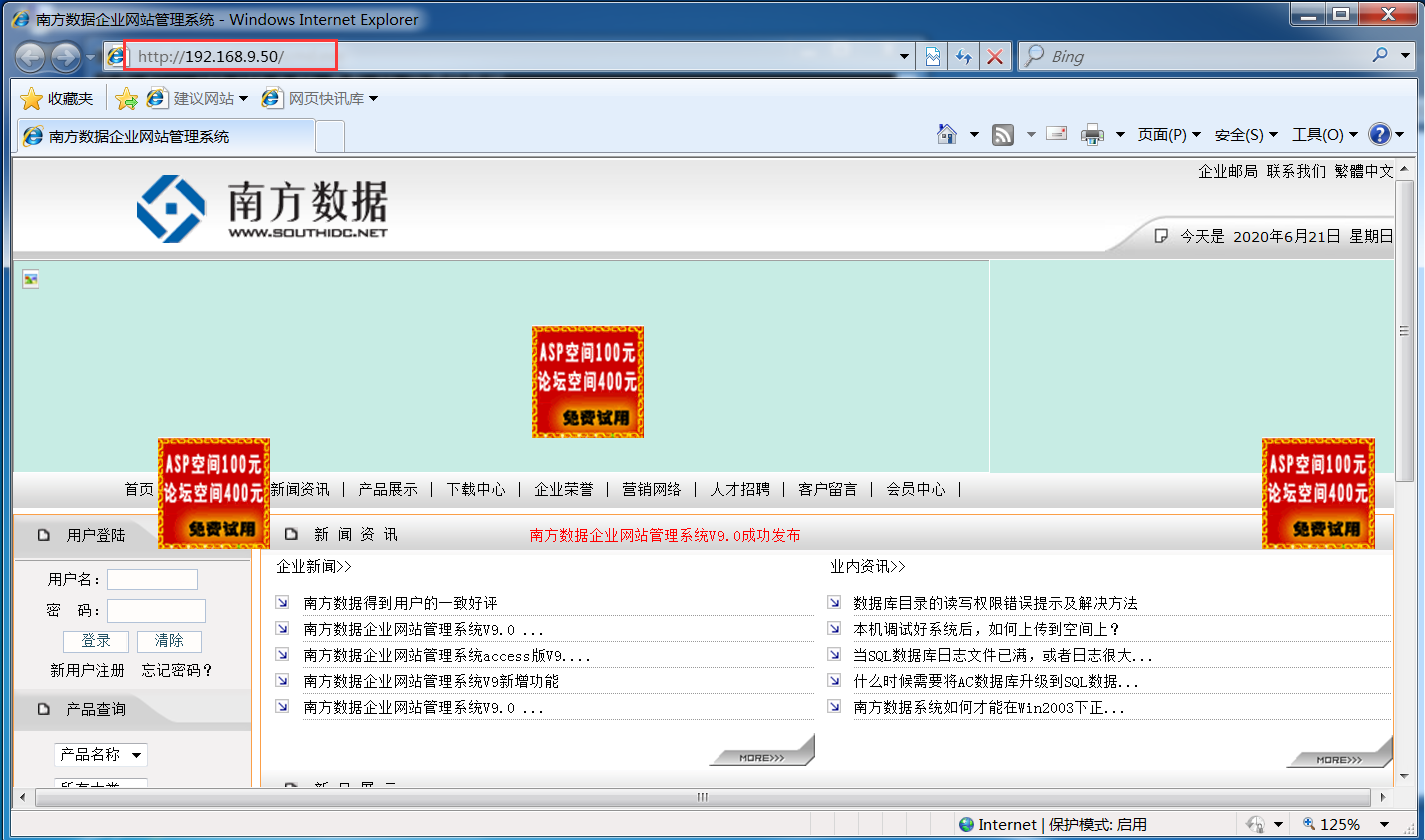 南方数据企业网站管理系统 - Windows Internet Explorer
http://192.168.9.50/
Bing
收藏夹 建议网站 网页快讯库
南方数据企业网站管理系统
页面(P) 安全(S) 工具(O)
企业邮局 联系我们 繁體中文
南方数据
WWW.SOUTHIDC.NET
今天是 2020年6月21日 星期日
ASP空间100元
论坛空间400元
免费试用
ASP空间100元
论坛空间400元
免费试用
ASP空间100元
论坛空间400元
免费试用
首页 新闻资讯 | 产品展示 | 下载中心 | 企业荣誉 | 营销网络 | 人才招聘 | 客户留言 | 会员中心 |
用户登陆
新 闻 资 讯
南方数据企业网站管理系统V9.0成功发布
用户名：
密 码：
登录 清除
新用户注册 忘记密码？
产品查询
产品名称
企业新闻>>
南方数据得到用户的一致好评
南方数据企业网站管理系统V9.0 ...
南方数据企业网站管理系统access版V9....
南方数据企业网站管理系统V9新增功能
南方数据企业网站管理系统V9.0 ...
MORE>>>
业内资讯>>
数据库目录的读写权限错误提示及解决方法
本机调试好系统后，如何上传到空间上？
当SQL数据库日志文件已满，或者日志很大...
什么时候需要将AC数据库升级到SQL数据...
南方数据系统如何才能在Win2003下正...
MORE>>>
Internet | 保护模式: 启用
125%